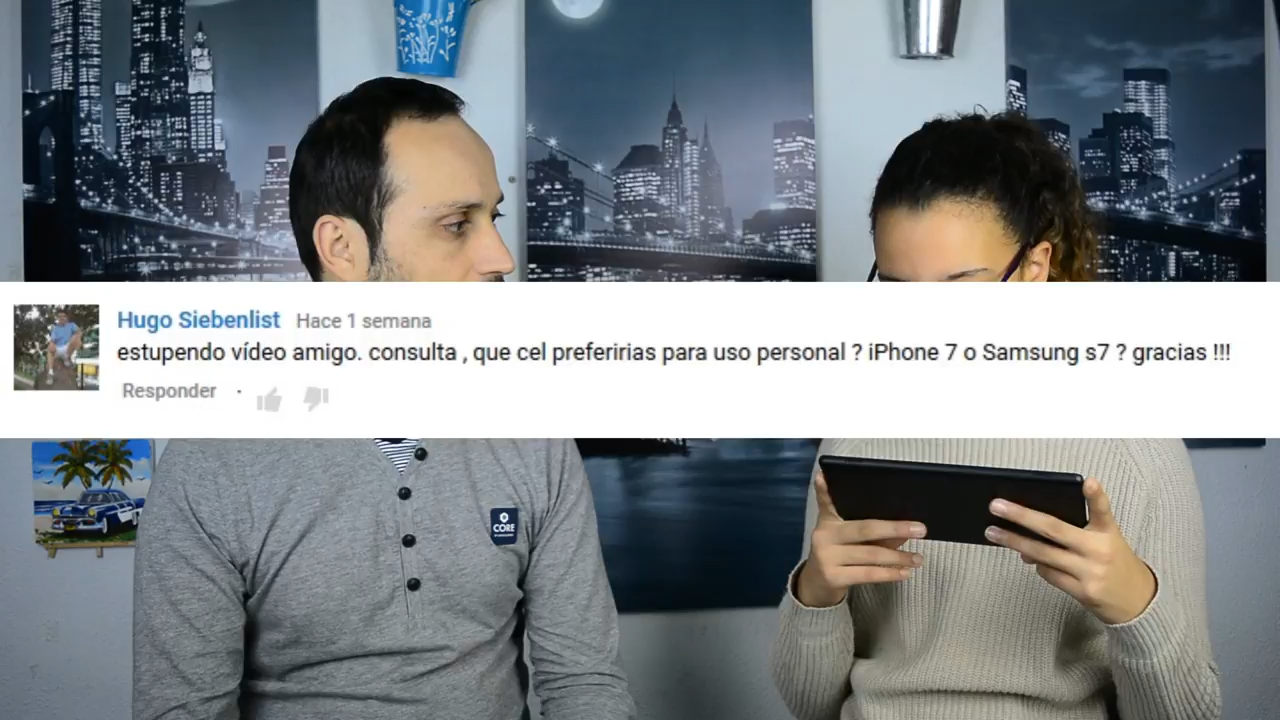 Hugo Siebenlist Hace 1 semana
estupendo vídeo amigo. consulta , que cel preferirias para uso personal ? iPhone 7 o Samsung s7 ? gracias !!!
Responder ·
CORE